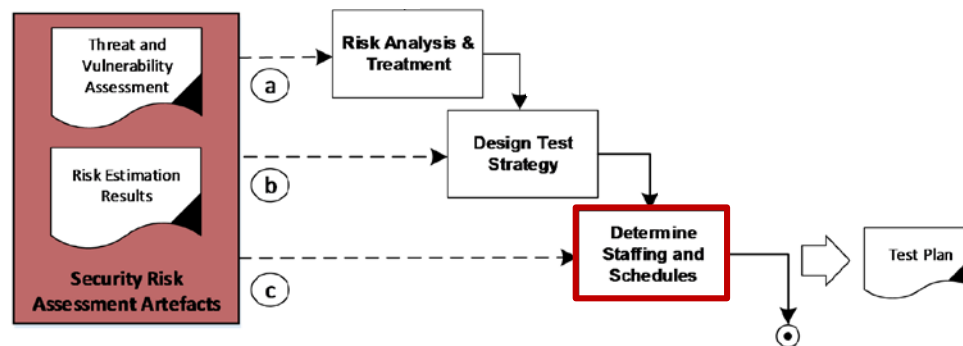 Threat and
Vulnerability
Assessment
a
Risk Analysis &
Treatment
Risk Estimation
Results
b
Design Test
Strategy
Security Risk
Assessment Artefacts
c
Determine
Staffing and
Schedules
Test Plan